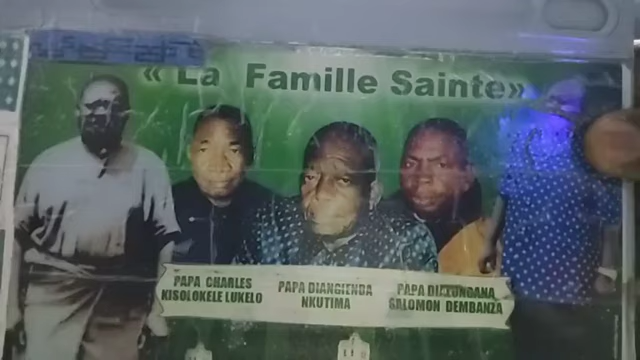 « La Famille Sainte»
PAPA CHARLES
KISOLOKELE LUKELO
PAPA DIANGIENDA
NKUTIMA
PAPA DIALUNGANA
SALOMON DEMBANZA